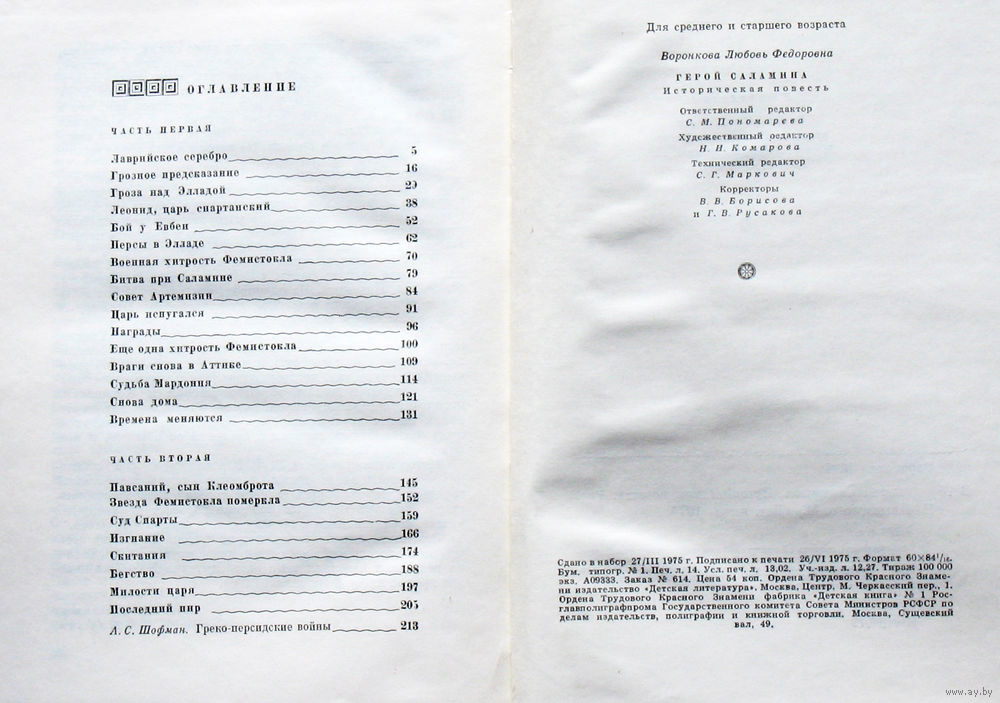 ОГЛАВЛЕНИЕ
ЧАСТЬ ПЕРВАЯ
Лаврийское серебро 5
Грозное предсказание 16
Гроза над Элладой 29
Леонид, царь спартанский 38
Бой у Евбеи 52
Персы в Элладе 62
Военная хитрость Фемистокла 70
Битва при Саламине 79
Совет Артемизии 84
Царь испугался 91
Награды 96
Еще одна хитрость Фемистокла 100
Враги снова в Аттике 109
Судьба Мардония 114
Снова дома 121
Времена меняются 131
ЧАСТЬ ВТОРАЯ
Павсаний, сын Клеомброта 145
Звезда Фемистокла померкла 152
Суд Спарты 159
Изгнание 166
Скитания 174
Бегство 188
Милости царя 197
Последний пир 205
А. С. Шофман. Греко-персидские войны 213
Для среднего и старшего возраста
Воронкова Любовь Федоровна
ГЕРОЙ САЛАМИНА
Историческая повесть
Ответственный редактор
С. М. Пономарева
Художественный редактор
Н. И. Комарова
Технический редактор
С. Г. Маркович
Корректоры
В. В. Борисова
и Г. В. Русакова
Сдано в набор 27/III 1975 г. Подписано к печати 26/VI 1975 г. Формат 60×84¹/₁₆.
Бум. типогр. № 1. Печ. л. 14. Усл. печ. л. 13,02. Уч.-изд. л. 12,27. Тираж 100 000
экз. А09333. Заказ № 614. Цена 54 коп. Ордена Трудового Красного Знаме-
ни издательство «Детская литература». Москва, Центр, М. Черкасский пер., 1.
Ордена Трудового Красного Знамени фабрика «Детская книга» № 1 Рос-
главполиграфпрома Государственного комитета Совета Министров РСФСР по
делам издательств, полиграфии и книжной торговли. Москва, Сущевский
вал, 49.
www.ay.by